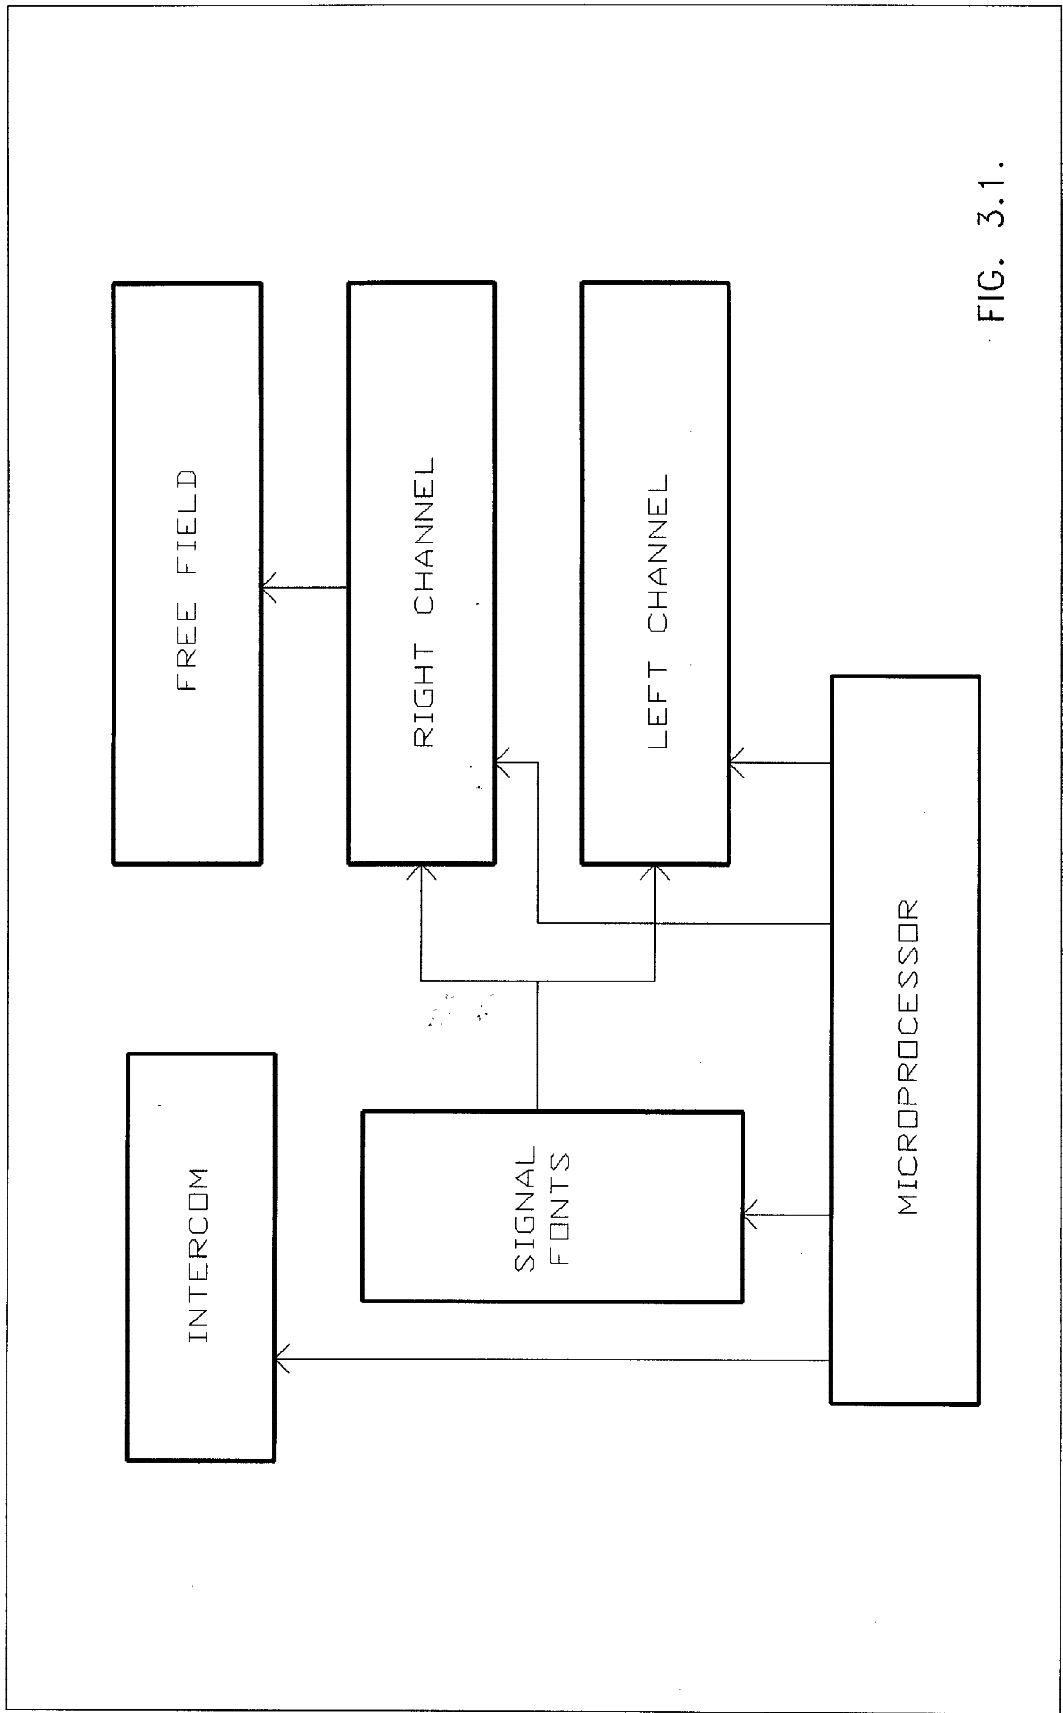 FREE FIELD
INTERCOM
RIGHT CHANNEL
SIGNAL
FONTS
LEFT CHANNEL
MICROPROCESSOR
FIG. 3.1.